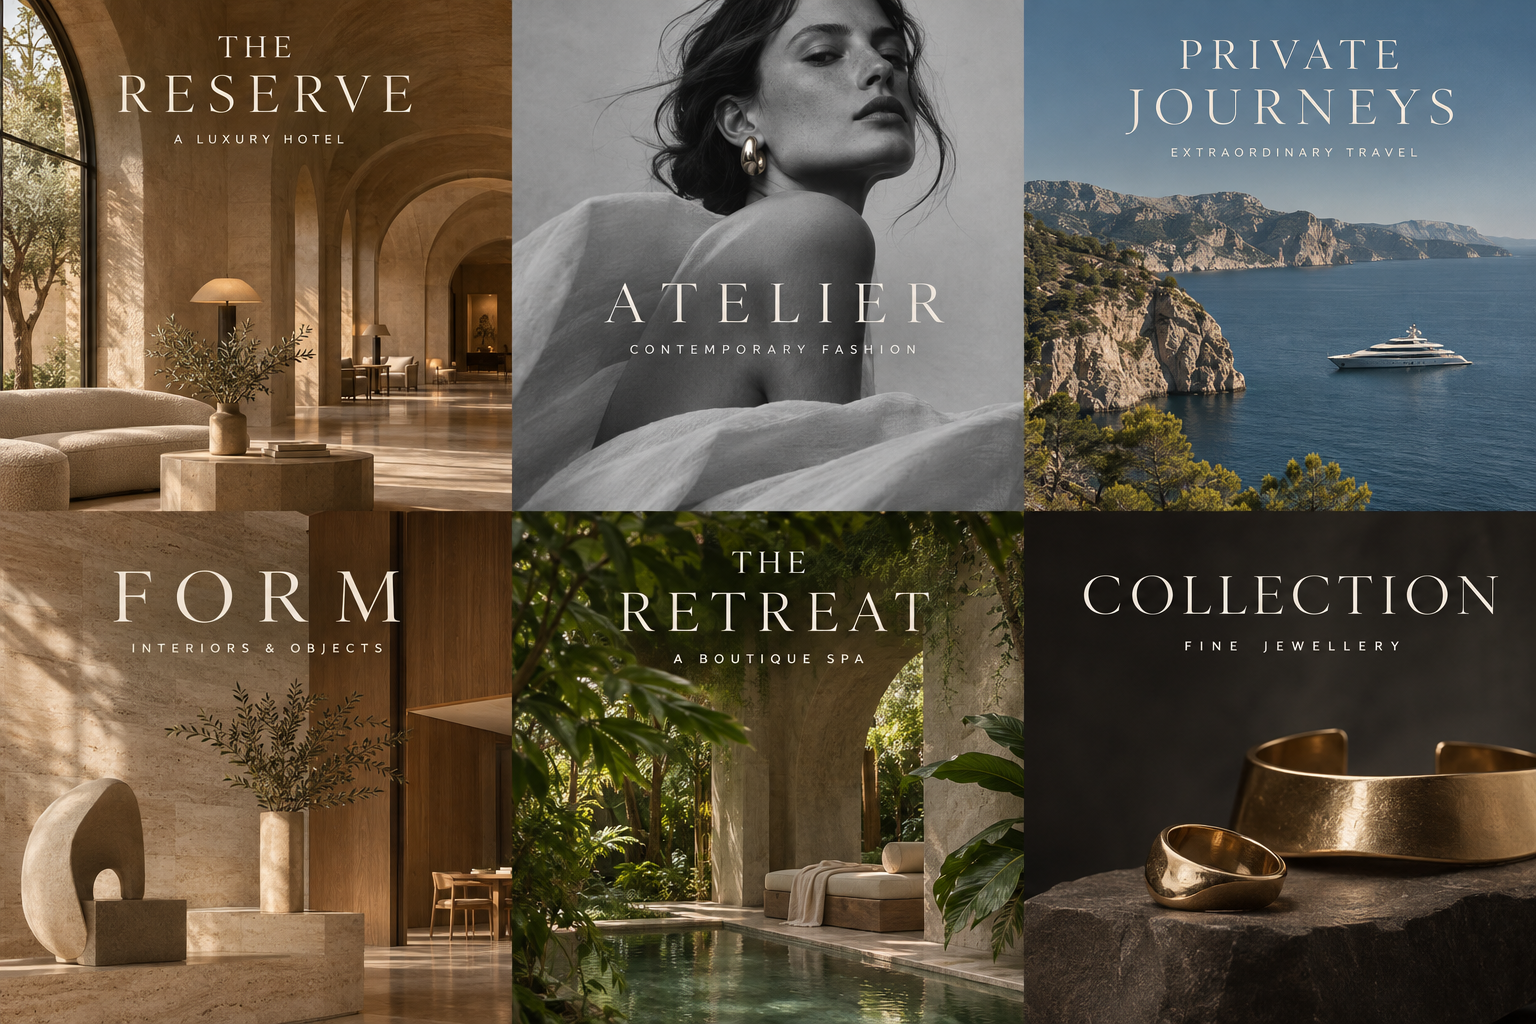 THE
RESERVE
A LUXURY HOTEL
ATELIER
CONTEMPORARY FASHION
PRIVATE
JOURNEYS
EXTRAORDINARY TRAVEL
FORM
INTERIORS & OBJECTS
THE
RETREAT
A BOUTIQUE SPA
COLLECTION
FINE JEWELLERY